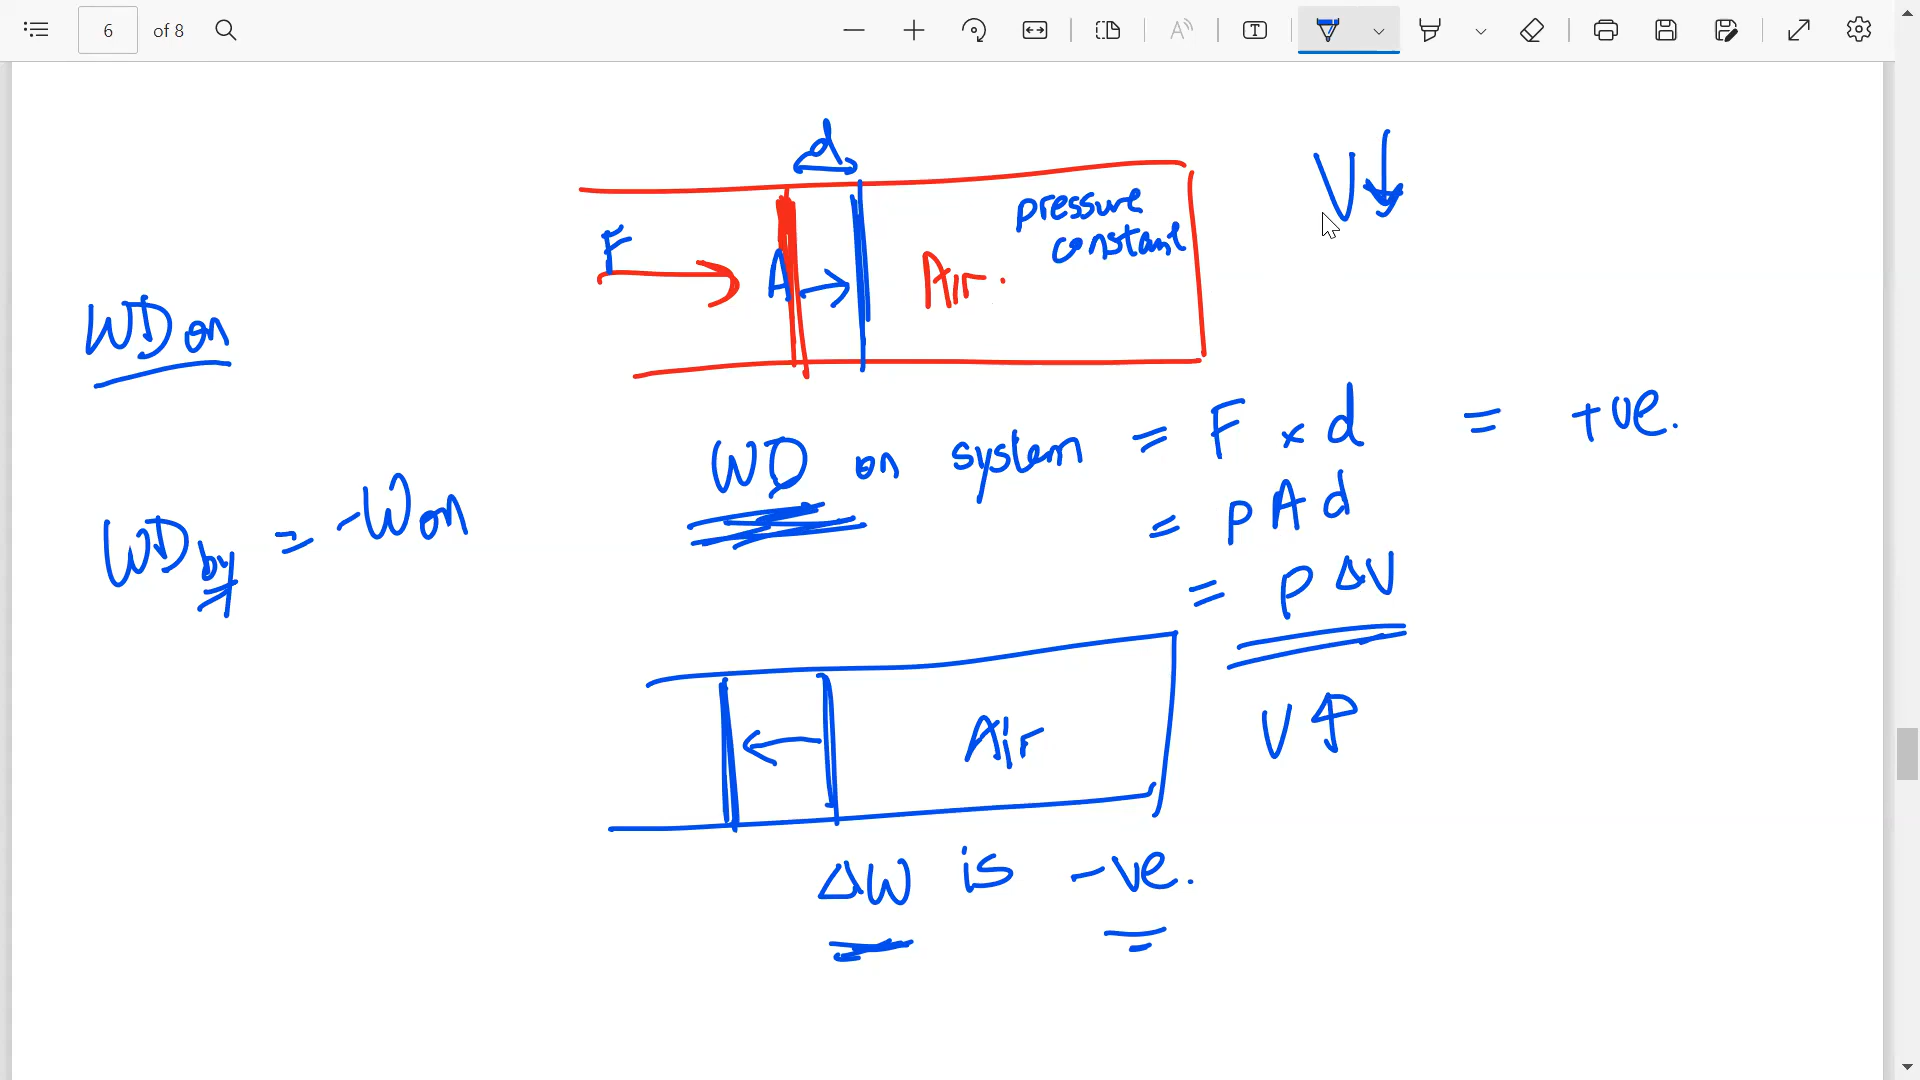 6 of 8
d
V↓
pressure
constant
F
A
Air.
WD on
WD on system = F × d = +ve.
WD by = -Won
= P A d
= P ΔV
Air
V↑
ΔW is -ve.